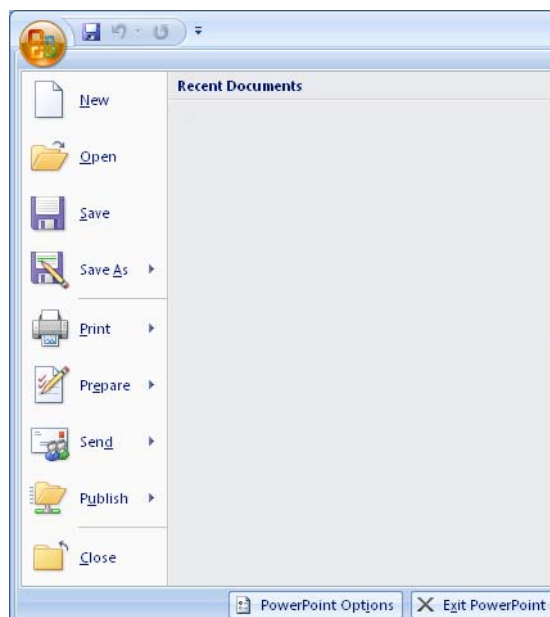 Recent Documents
New
Open
Save
Save As
Print
Prepare
Send
Publish
Close
PowerPoint Options
Exit PowerPoint